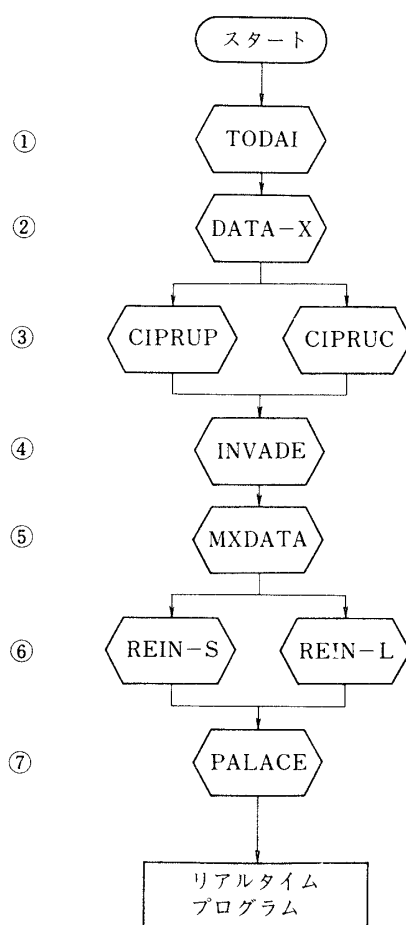 スタート
① TODAI
② DATA-X
③ CIPRUP CIPRUC
④ INVADE
⑤ MXDATA
⑥ REIN-S REIN-L
⑦ PALACE
リアルタイム
プログラム